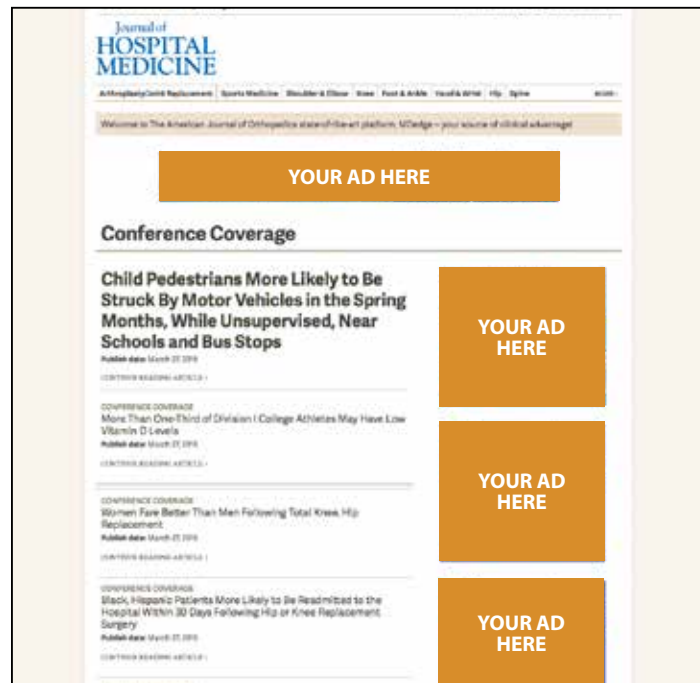 Journal of
HOSPITAL
MEDICINE
Arthroplasty/Joint Replacement Sports Medicine Shoulder & Elbow Knee Foot & Ankle Hand & Wrist Hip Spine MORE
Welcome to The American Journal of Orthopedics state-of-the-art platform, MDedge – your source of clinical advantage!
YOUR AD HERE
Conference Coverage
Child Pedestrians More Likely to Be
Struck By Motor Vehicles in the Spring
Months, While Unsupervised, Near
Schools and Bus Stops
Publish date: March 27, 2016
CONTINUE READING ARTICLE ›
YOUR AD
HERE
CONFERENCE COVERAGE
More Than One-Third of Division I College Athletes May Have Low
Vitamin D Levels
Publish date: March 27, 2016
CONTINUE READING ARTICLE ›
YOUR AD
HERE
CONFERENCE COVERAGE
Women Fare Better Than Men Following Total Knee, Hip
Replacement
Publish date: March 27, 2016
CONTINUE READING ARTICLE ›
CONFERENCE COVERAGE
Black, Hispanic Patients More Likely to Be Readmitted to the
Hospital Within 30 Days Following Hip or Knee Replacement
Surgery
Publish date: March 27, 2016
CONTINUE READING ARTICLE ›
YOUR AD
HERE